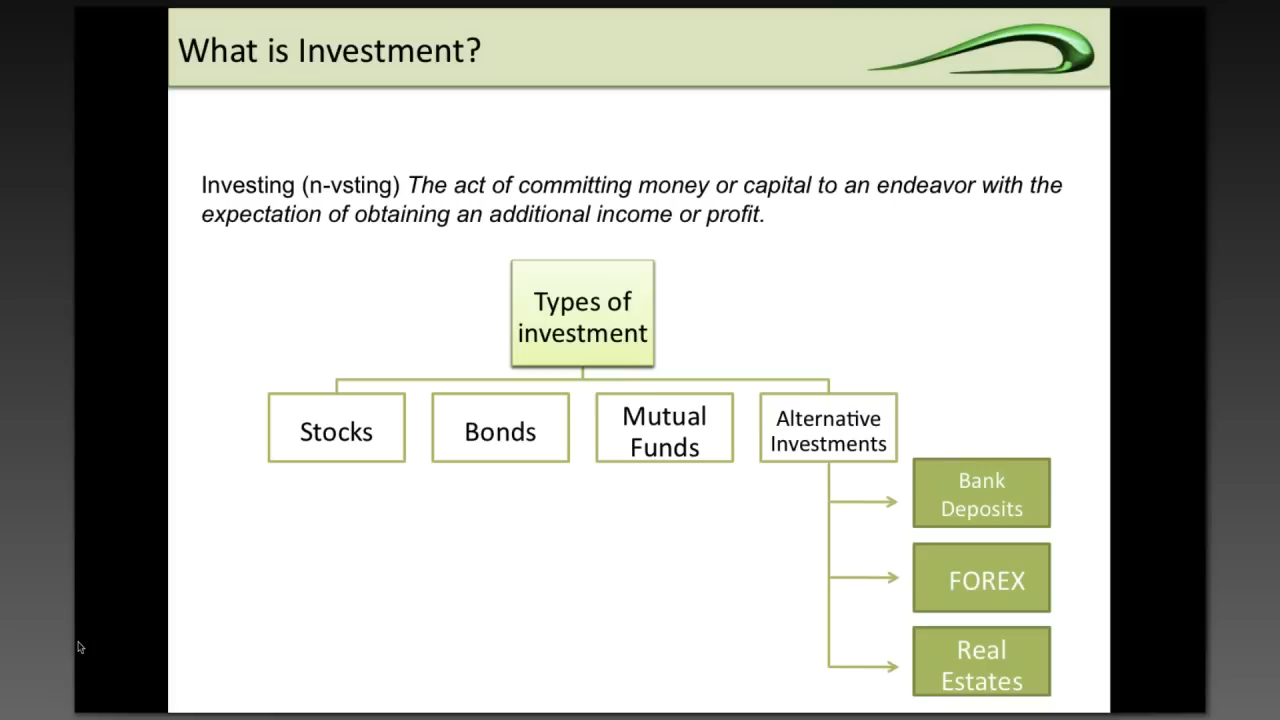 What is Investment?
Investing (n-vsting) The act of committing money or capital to an endeavor with the
expectation of obtaining an additional income or profit.
Types of
investment
Stocks
Bonds
Mutual
Funds
Alternative
Investments
Bank
Deposits
FOREX
Real
Estates